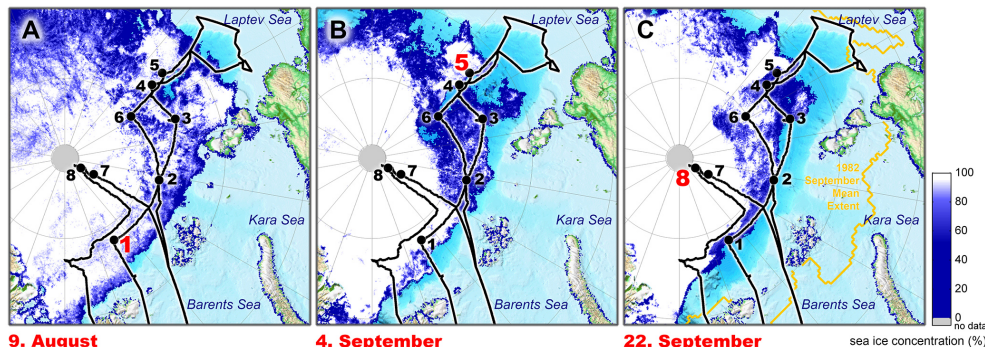 A
Laptev Sea
5
4
6
3
8
7
2
1
Kara Sea
Barents Sea
9. August
B
Laptev Sea
5
4
6
3
8
7
2
1
Kara Sea
Barents Sea
4. September
C
Laptev Sea
5
4
6
3
8
7
2
1
1982
September
Mean
Extent
Kara Sea
Barents Sea
22. September
100
80
60
40
20
0
no data
sea ice concentration (%)